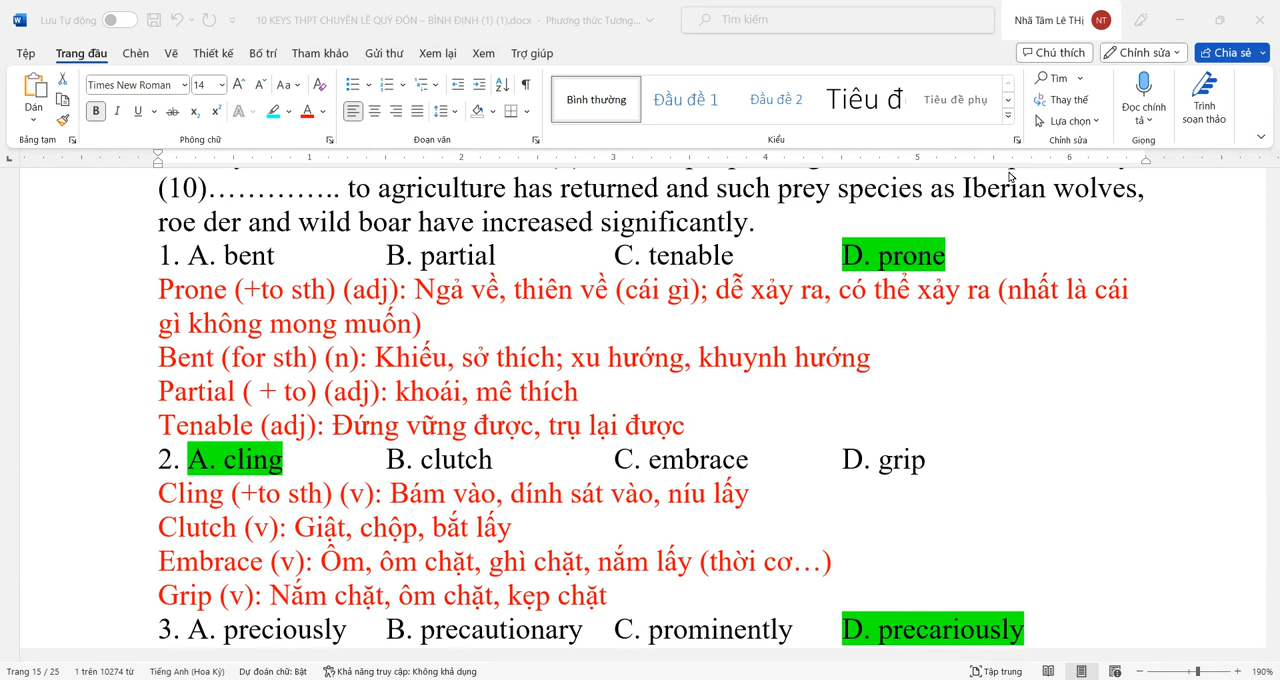 Lưu Tự động
10 KEYS THPT CHUYÊN LÊ QUÝ ĐÔN – BÌNH ĐỊNH (1) (1).docx - Phương thức Tương...
Tìm kiếm
Nhã Tâm Lê THị NT
Tệp Trang đầu Chèn Vẽ Thiết kế Bố trí Tham khảo Gửi thư Xem lại Xem Trợ giúp
Chú thích Chỉnh sửa Chia sẻ
Dán
Times New Roman 14
Bình thường Đầu đề 1 Đầu đề 2 Tiêu đ Tiêu đề phụ
Tìm
Thay thế
Lựa chọn
Đọc chính tả
Trình soạn thảo
Bảng tạm Phông chữ Đoạn văn Kiểu Chỉnh sửa Giọng
1 2 3 4 5 6
(10)………….. to agriculture has returned and such prey species as Iberian wolves,
roe der and wild boar have increased significantly.
1. A. bent B. partial C. tenable D. prone
Prone (+to sth) (adj): Ngả về, thiên về (cái gì); dễ xảy ra, có thể xảy ra (nhất là cái
gì không mong muốn)
Bent (for sth) (n): Khiếu, sở thích; xu hướng, khuynh hướng
Partial ( + to) (adj): khoái, mê thích
Tenable (adj): Đứng vững được, trụ lại được
2. A. cling B. clutch C. embrace D. grip
Cling (+to sth) (v): Bám vào, dính sát vào, níu lấy
Clutch (v): Giật, chộp, bắt lấy
Embrace (v): Ôm, ôm chặt, ghì chặt, nắm lấy (thời cơ…)
Grip (v): Nắm chặt, ôm chặt, kẹp chặt
3. A. preciously B. precautionary C. prominently D. precariously
Trang 15 / 25 1 trên 10274 từ Tiếng Anh (Hoa Kỳ) Dự đoán chữ: Bật Khả năng truy cập: Không khả dụng Tập trung 190%